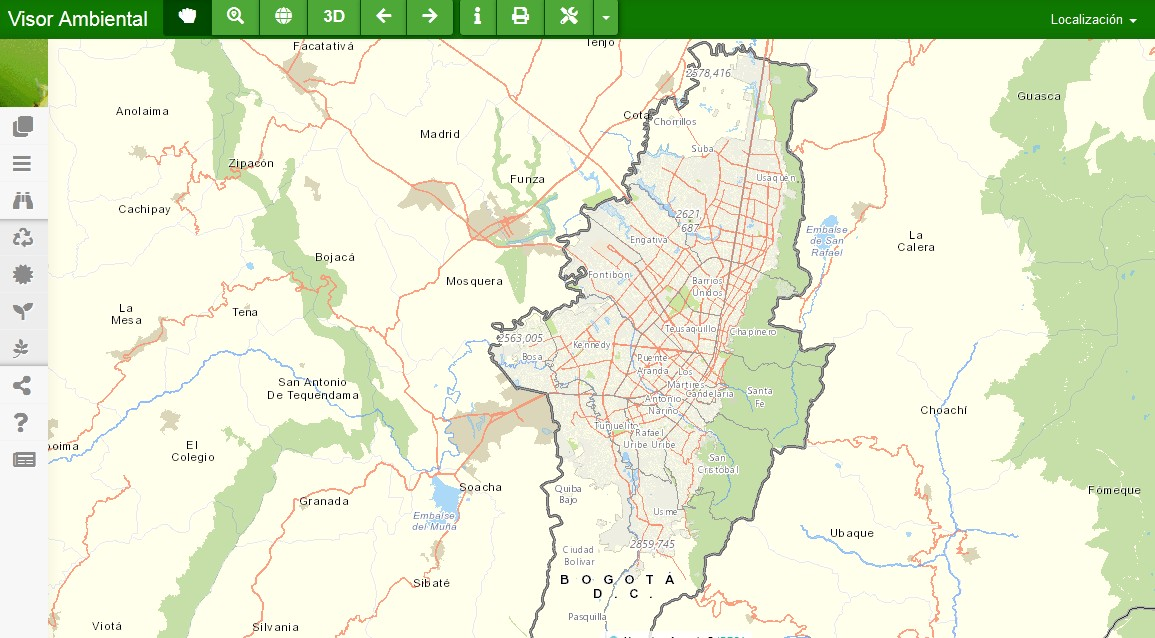 Visor Ambiental
3D
Localización
Facatativá
Tenjo
2578,416
Guasca
Anolaima
Cota
Chorrillos
Madrid
Suba
Zipacón
Funza
Usaquén
Cachipay
2621
687
Embalse
de San
Rafael
La
Calera
Engativa
Bojacá
Fontibón
Mosquera
Barrios
Unidos
La
Mesa
Tena
Teusaquillo
Chapinero
2563,005
Kennedy
Bosa
Puente
Aranda
Los
Mártires
San Antonio
De Tequendama
Santa
Fé
Candelaria
Antonio
Nariño
Choachí
Tunjuelito
Rafael
Uribe Uribe
El
Colegio
San
Cristobal
Soacha
Quiba
Bajo
Fómeque
Granada
Embalse
del Muña
Usme
Ubaque
2859,745
Ciudad
Bolívar
BOGOTÁ
D.C.
Sibaté
Pasquilla
Viotá
Silvania